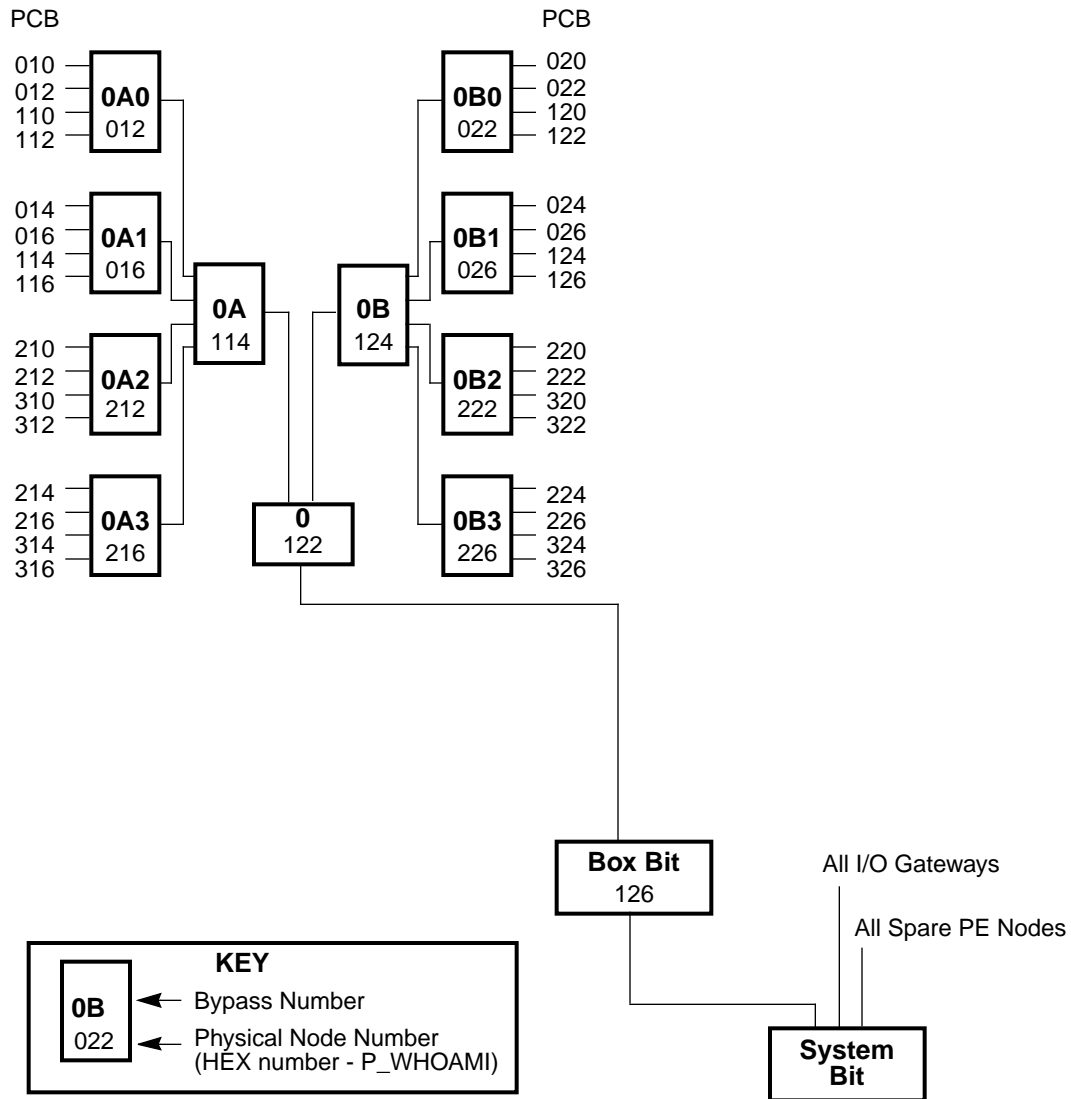 PCB
010
012
110
112
0A0
012
014
016
114
116
0A1
016
210
212
310
312
0A2
212
214
216
314
316
0A3
216
0A
114
0
122
0B
124
PCB
0B0
022
020
022
120
122
0B1
026
024
026
124
126
0B2
222
220
222
320
322
0B3
226
224
226
324
326
Box Bit
126
All I/O Gateways
All Spare PE Nodes
System
Bit
KEY
0B
022
Bypass Number
Physical Node Number
(HEX number - P_WHOAMI)